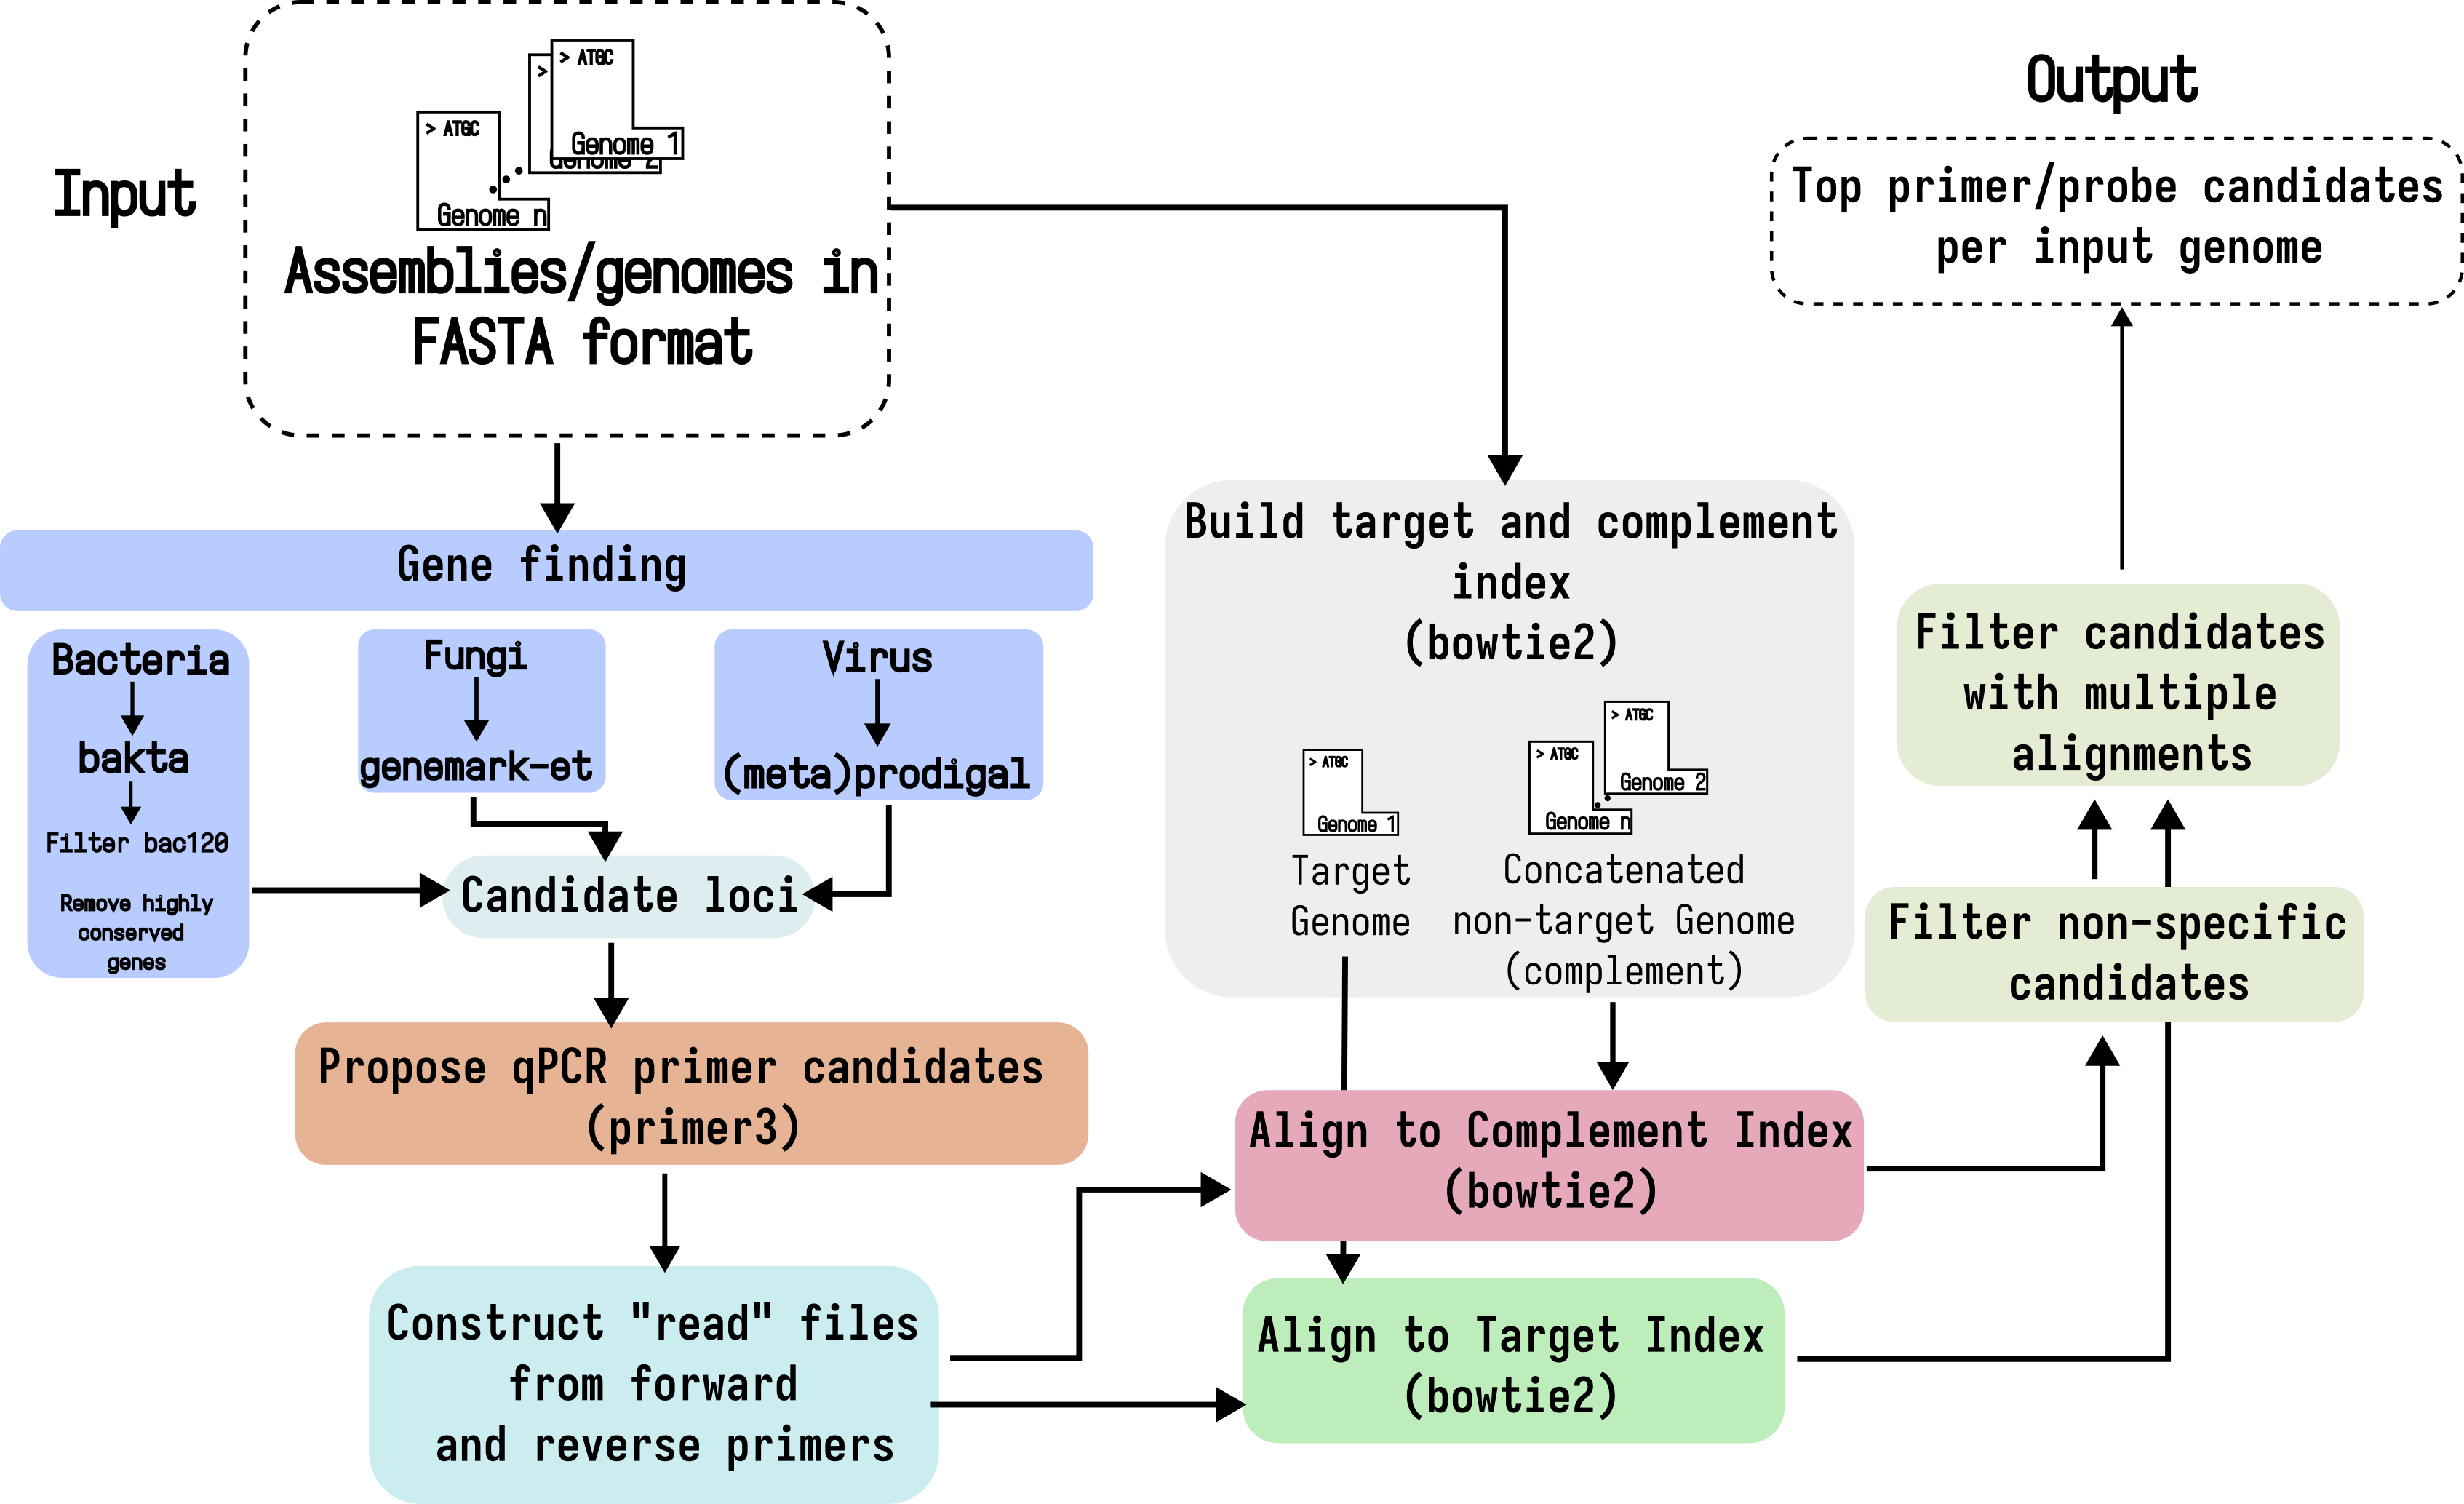 Input
> ATGC
Genome 1
>
Genome 2
> ATGC
Genome n
Assemblies/genomes in
FASTA format
Gene finding
Bacteria
bakta
Filter bac120
Remove highly
conserved
genes
Fungi
genemark-et
Virus
(meta)prodigal
Candidate loci
Propose qPCR primer candidates
(primer3)
Construct "read" files
from forward
and reverse primers
Build target and complement
index
(bowtie2)
> ATGC
Genome 1
Target
Genome
> ATGC
Genome 2
> ATGC
Genome n
Concatenated
non-target Genome
(complement)
Align to Complement Index
(bowtie2)
Align to Target Index
(bowtie2)
Filter non-specific
candidates
Filter candidates
with multiple
alignments
Output
Top primer/probe candidates
per input genome